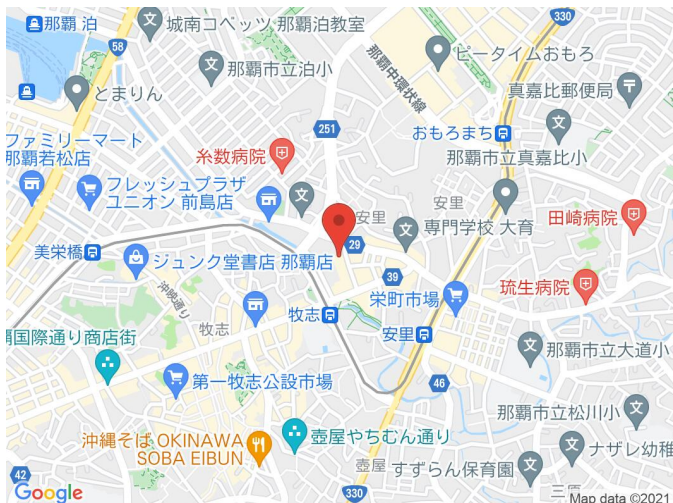 那覇 泊
58
城南コベッツ 那覇泊教室
330
那覇市立泊小
ピータイムおもろ
那覇中環状線
とまりん
真嘉比郵便局
251
おもろまち
ファミリーマート
那覇若松店
糸数病院
那覇市立真嘉比小
フレッシュプラザ
ユニオン 前島店
安里
安里
専門学校 大育
田崎病院
29
美栄橋
ジュンク堂書店 那覇店
39
沖映通り
栄町市場
琉生病院
牧志
牧志
安里
覇国際通り商店街
那覇市立大道小
第一牧志公設市場
46
那覇市立松川小
沖縄そば OKINAWA
SOBA EIBUN
壺屋やちむん通り
壺屋
ナザレ幼稚
すずらん保育園
42
三原
330
Google
Map data ©2021